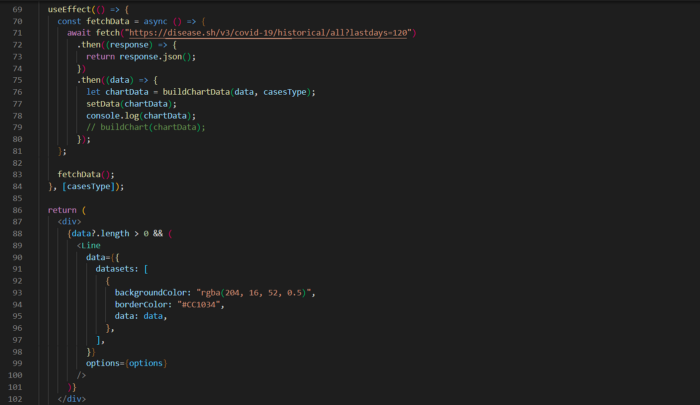 69 useEffect(() => {
70 const fetchData = async () => {
71 await fetch("https://disease.sh/v3/covid-19/historical/all?lastdays=120")
72 .then((response) => {
73 return response.json();
74 })
75 .then((data) => {
76 let chartData = buildChartData(data, casesType);
77 setData(chartData);
78 console.log(chartData);
79 // buildChart(chartData);
80 });
81 };
82
83 fetchData();
84 }, [casesType]);
85
86 return (
87 <div>
88 {data?.length > 0 && (
89 <Line
90 data={{
91 datasets: [
92 {
93 backgroundColor: "rgba(204, 16, 52, 0.5)",
94 borderColor: "#CC1034",
95 data: data,
96 },
97 ],
98 }}
99 options={options}
100 />
101 )}
102 </div>